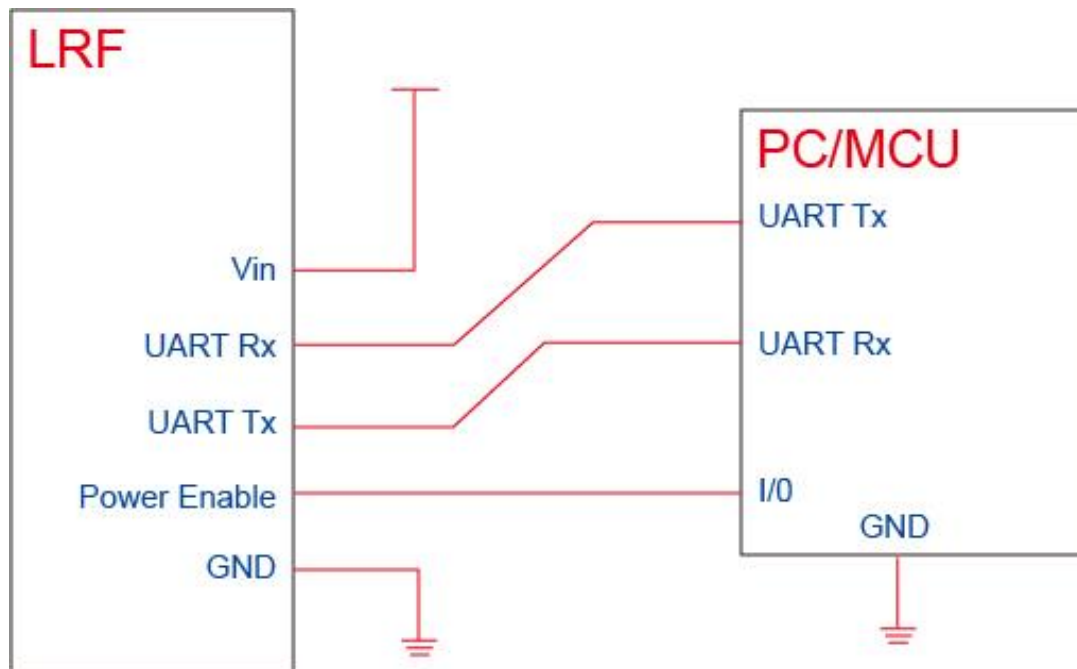 LRF
Vin
UART Rx
UART Tx
Power Enable
GND
PC/MCU
UART Tx
UART Rx
I/0
GND